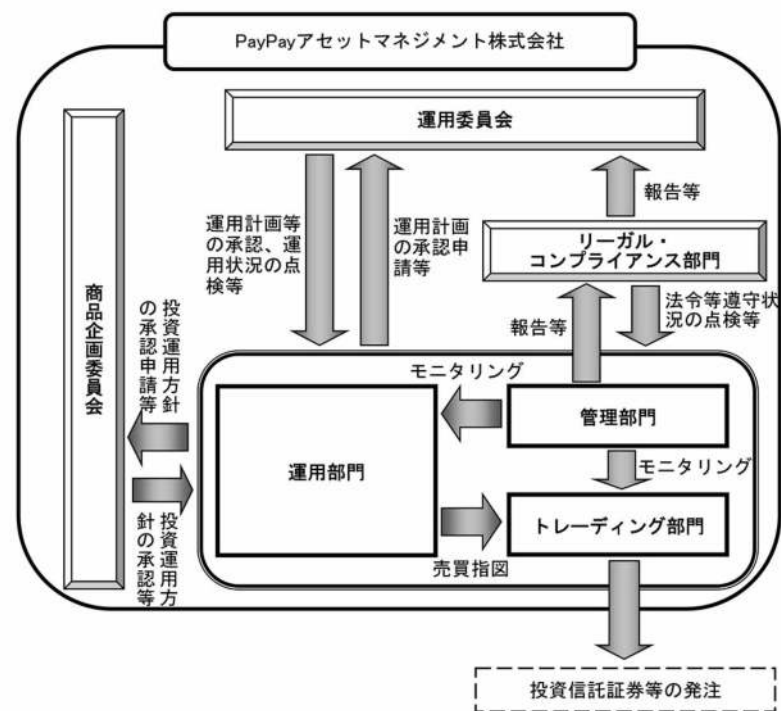 PayPayアセットマネジメント株式会社
運用委員会
運用計画等
の承認、運
用状況の点
検等
運用計画
の承認申
請等
報告等
リーガル・
コンプライアンス部門
法令等遵守状
況の点検等
報告等
商品企画委員会
投資運用方針
の承認申請等
投資運用方
針の承認等
モニタリング
管理部門
運用部門
モニタリング
トレーディング部門
売買指図
投資信託証券等の発注